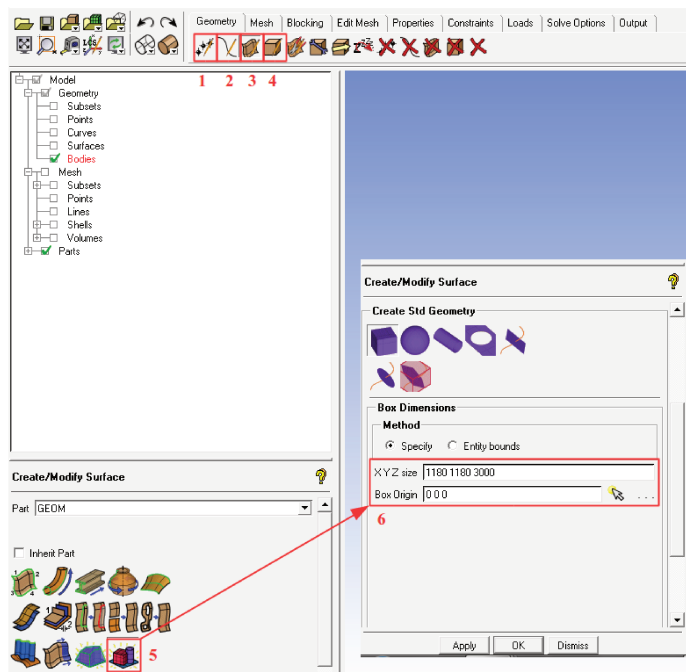 Geometry Mesh Blocking Edit Mesh Properties Constraints Loads Solve Options Output
1 2 3 4
Model
Geometry
Subsets
Points
Curves
Surfaces
Bodies
Mesh
Subsets
Points
Lines
Shells
Volumes
Parts
Create/Modify Surface
Part GEOM
Inherit Part
5
Create/Modify Surface
Create Std Geometry
Box Dimensions
Method
Specify Entity bounds
X Y Z size 1180 1180 3000
Box Origin 0 0 0 ...
6
Apply OK Dismiss